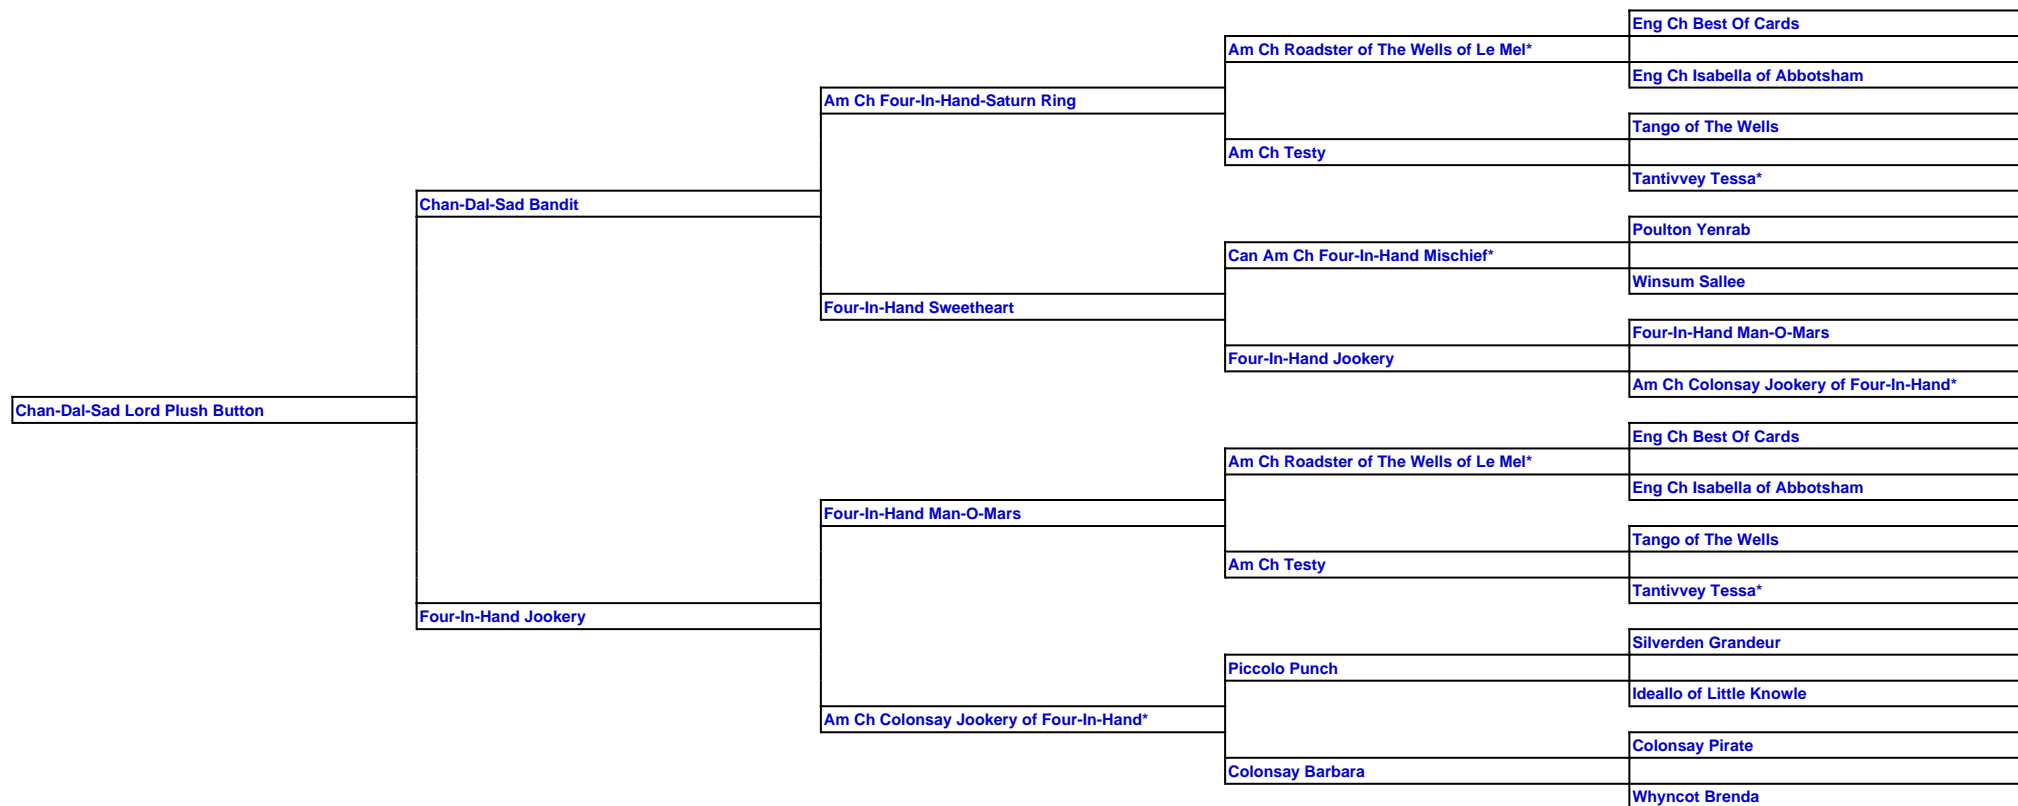 Eng Ch Best Of Cards
Am Ch Roadster of The Wells of Le Mel*
Eng Ch Isabella of Abbotsham
Am Ch Four-In-Hand-Saturn Ring
Tango of The Wells
Am Ch Testy
Tantivvey Tessa*
Chan-Dal-Sad Bandit
Poulton Yenrab
Can Am Ch Four-In-Hand Mischief*
Winsum Sallee
Four-In-Hand Sweetheart
Four-In-Hand Man-O-Mars
Four-In-Hand Jookery
Am Ch Colonsay Jookery of Four-In-Hand*
Chan-Dal-Sad Lord Plush Button
Eng Ch Best Of Cards
Am Ch Roadster of The Wells of Le Mel*
Eng Ch Isabella of Abbotsham
Four-In-Hand Man-O-Mars
Tango of The Wells
Am Ch Testy
Tantivvey Tessa*
Four-In-Hand Jookery
Silverden Grandeur
Piccolo Punch
Ideallo of Little Knowle
Am Ch Colonsay Jookery of Four-In-Hand*
Colonsay Pirate
Colonsay Barbara
Whyncot Brenda